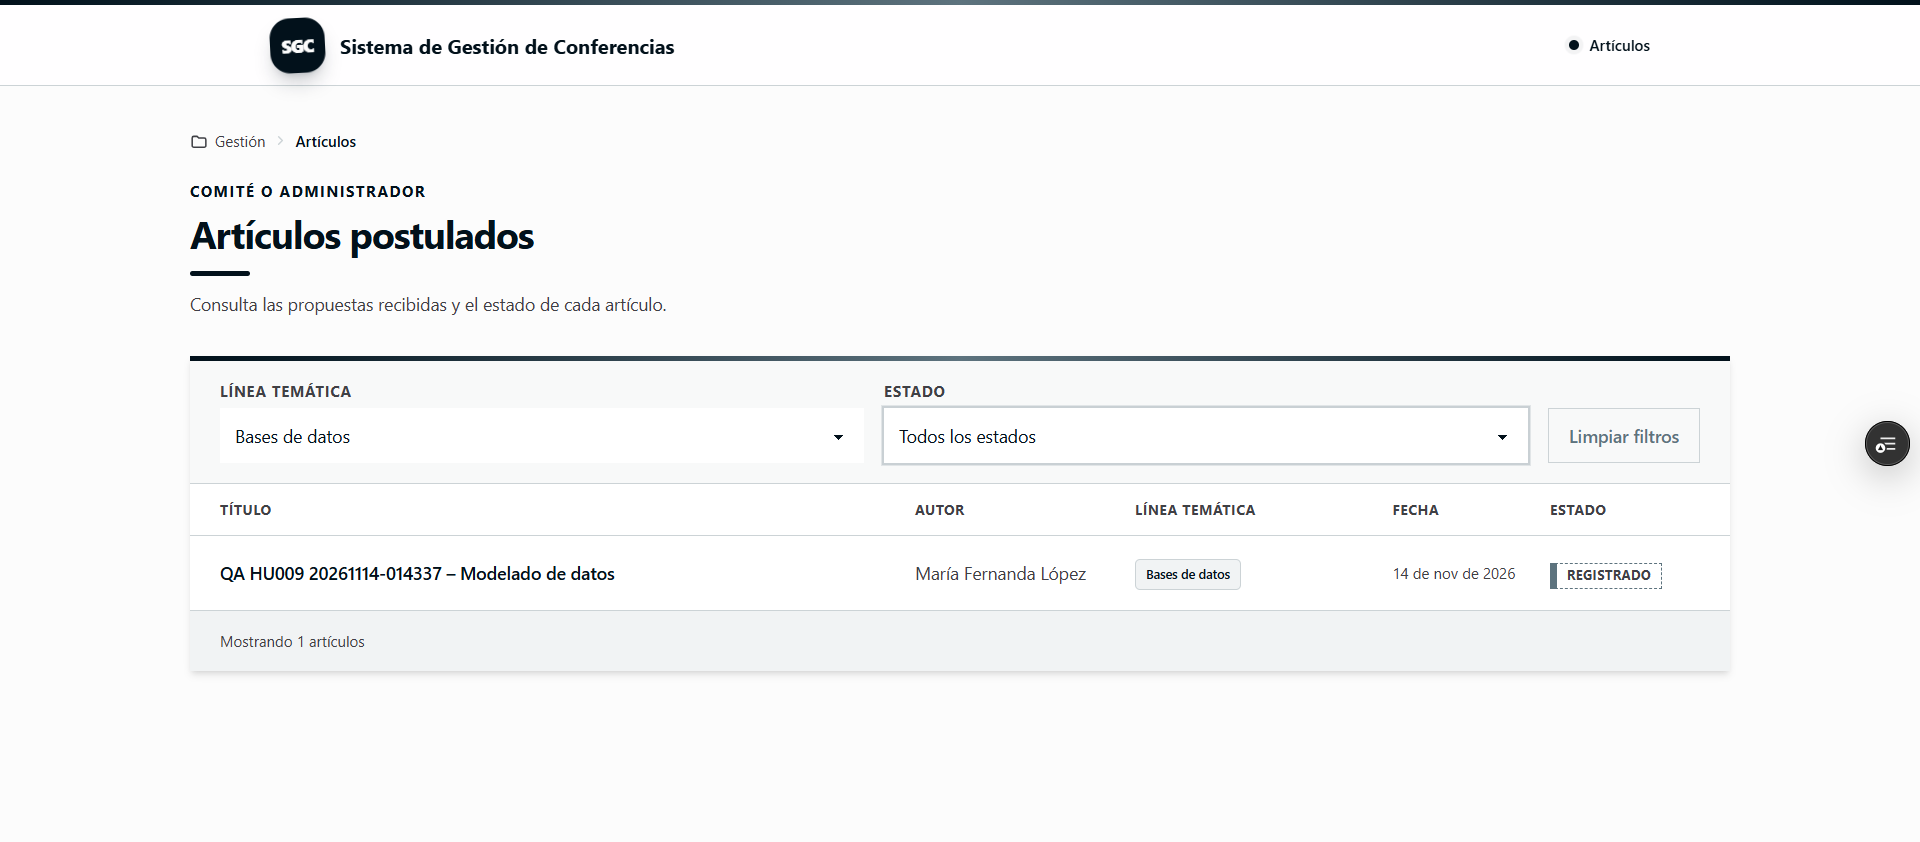 SGC Sistema de Gestión de Conferencias
Artículos
Gestión
Artículos
COMITÉ O ADMINISTRADOR
Artículos postulados
Consulta las propuestas recibidas y el estado de cada artículo.
LÍNEA TEMÁTICA
ESTADO
Bases de datos
Todos los estados
Limpiar filtros
TÍTULO AUTOR LÍNEA TEMÁTICA FECHA ESTADO
QA HU009 20261114-014337 – Modelado de datos María Fernanda López Bases de datos 14 de nov de 2026 REGISTRADO
Mostrando 1 artículos